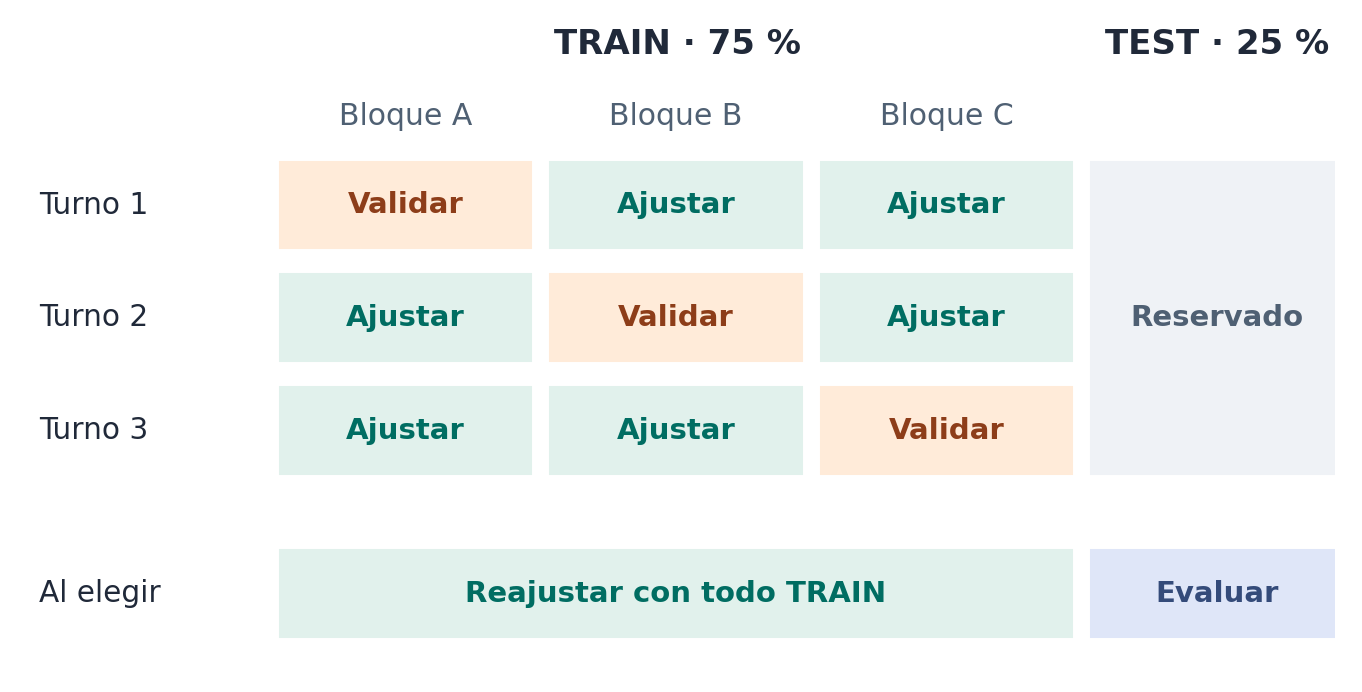 TRAIN · 75 % TEST · 25 %
Bloque A Bloque B Bloque C
Turno 1 Validar Ajustar Ajustar
Turno 2 Ajustar Validar Ajustar Reservado
Turno 3 Ajustar Ajustar Validar
Al elegir Reajustar con todo TRAIN Evaluar